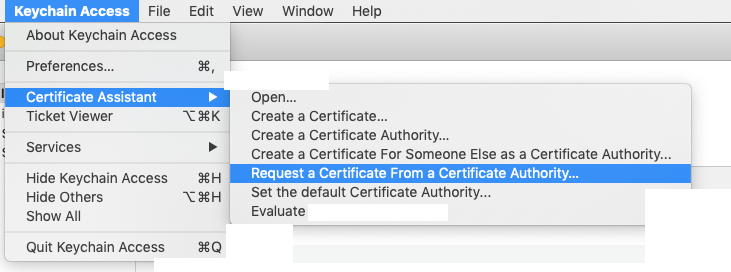 Keychain Access File Edit View Window Help
About Keychain Access
Preferences... ⌘,
Certificate Assistant ▶
Ticket Viewer ⌥⌘K
Services ▶
Hide Keychain Access ⌘H
Hide Others ⌥⌘H
Show All
Quit Keychain Access ⌘Q
Open...
Create a Certificate...
Create a Certificate Authority...
Create a Certificate For Someone Else as a Certificate Authority...
Request a Certificate From a Certificate Authority...
Set the default Certificate Authority...
Evaluate